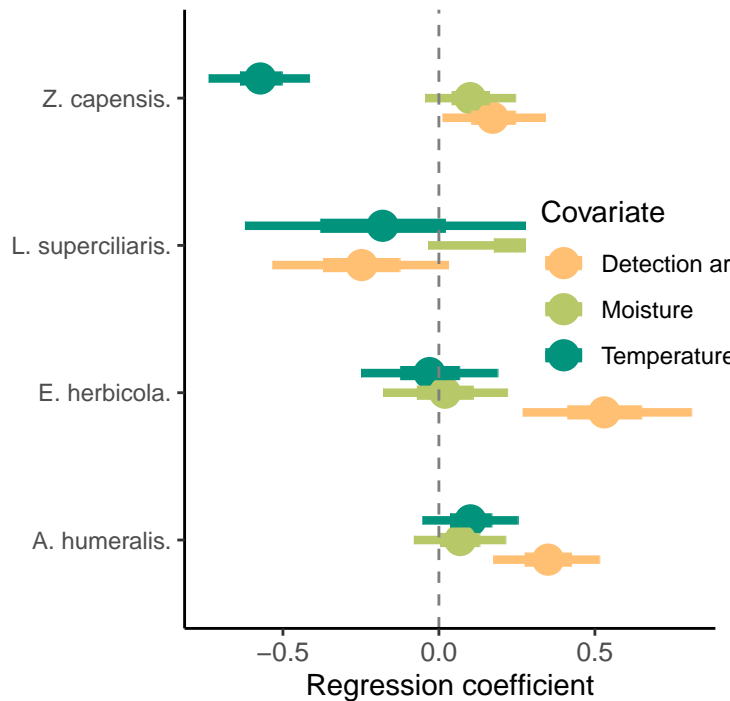 Z. capensis.
L. superciliaris.
E. herbicola.
A. humeralis.
Covariate
Detection ar
Moisture
Temperature
−0.5
0.0
0.5
Regression coefficient